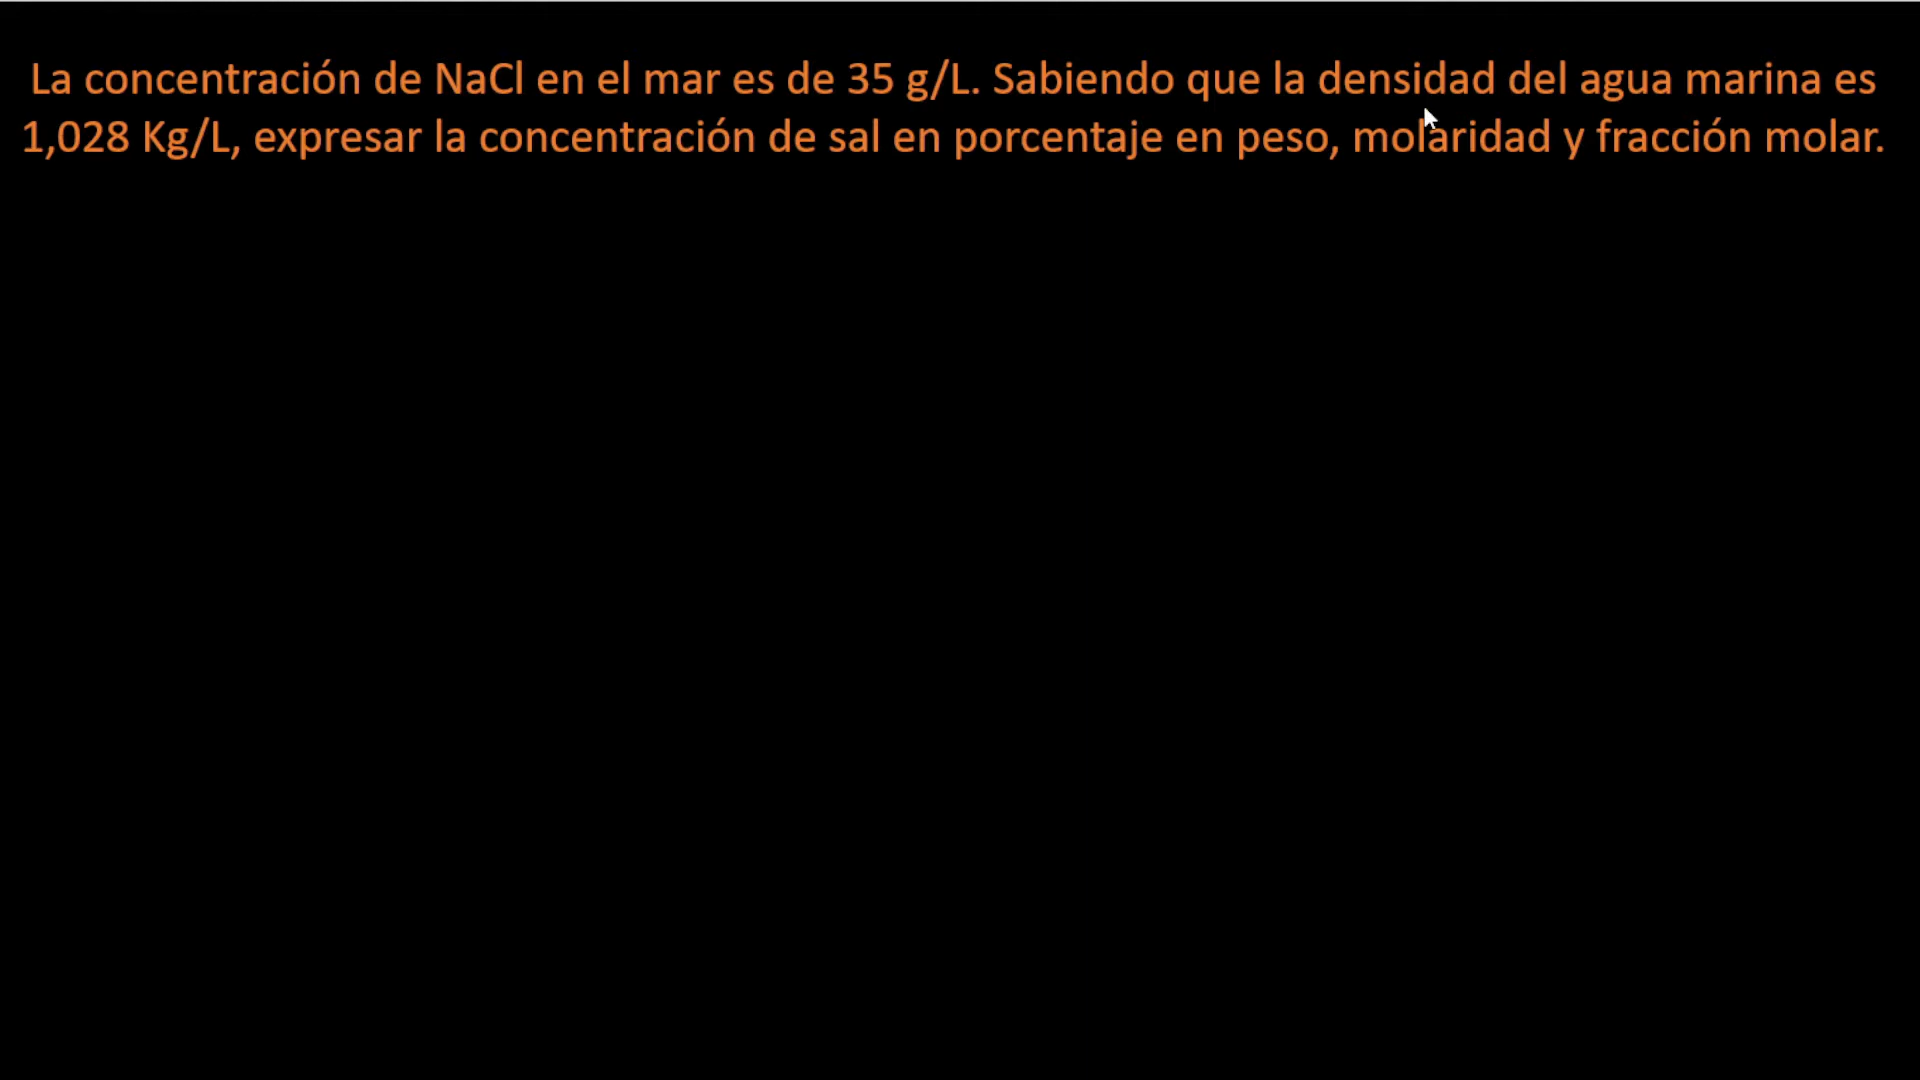 La concentración de NaCl en el mar es de 35 g/L. Sabiendo que la densidad del agua marina es
1,028 Kg/L, expresar la concentración de sal en porcentaje en peso, molaridad y fracción molar.